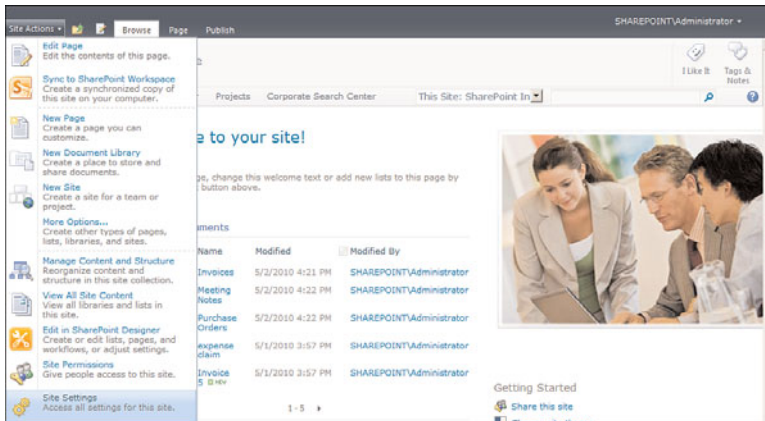 Site Actions
Browse
Page
Publish
SHAREPOINT\Administrator
Edit Page
Edit the contents of this page.
Sync to SharePoint Workspace
Create a synchronized copy of
this site on your computer.
New Page
Create a page you can
customize.
New Document Library
Create a place to store and
share documents.
New Site
Create a site for a team or
project.
More Options...
Create other types of pages,
lists, libraries, and sites.
Manage Content and Structure
Reorganize content and
structure in this site collection.
View All Site Content
View all libraries and lists in
this site.
Edit in SharePoint Designer
Create or edit lists, pages, and
workflows, or adjust settings.
Site Permissions
Give people access to this site.
Site Settings
Access all settings for this site.
I Like It
Tags &
Notes
Projects
Corporate Search Center
This Site: SharePoint In
e to your site!
ge, change this welcome text or add new lists to this page by
button above.
uments
Name Modified Modified By
Invoices 5/2/2010 4:21 PM SHAREPOINT\Administrator
Meeting
Notes 5/2/2010 4:22 PM SHAREPOINT\Administrator
Purchase
Orders 5/2/2010 4:22 PM SHAREPOINT\Administrator
expense
claim 5/1/2010 3:57 PM SHAREPOINT\Administrator
Invoice
5 NEW 5/1/2010 3:57 PM SHAREPOINT\Administrator
1-5
Getting Started
Share this site